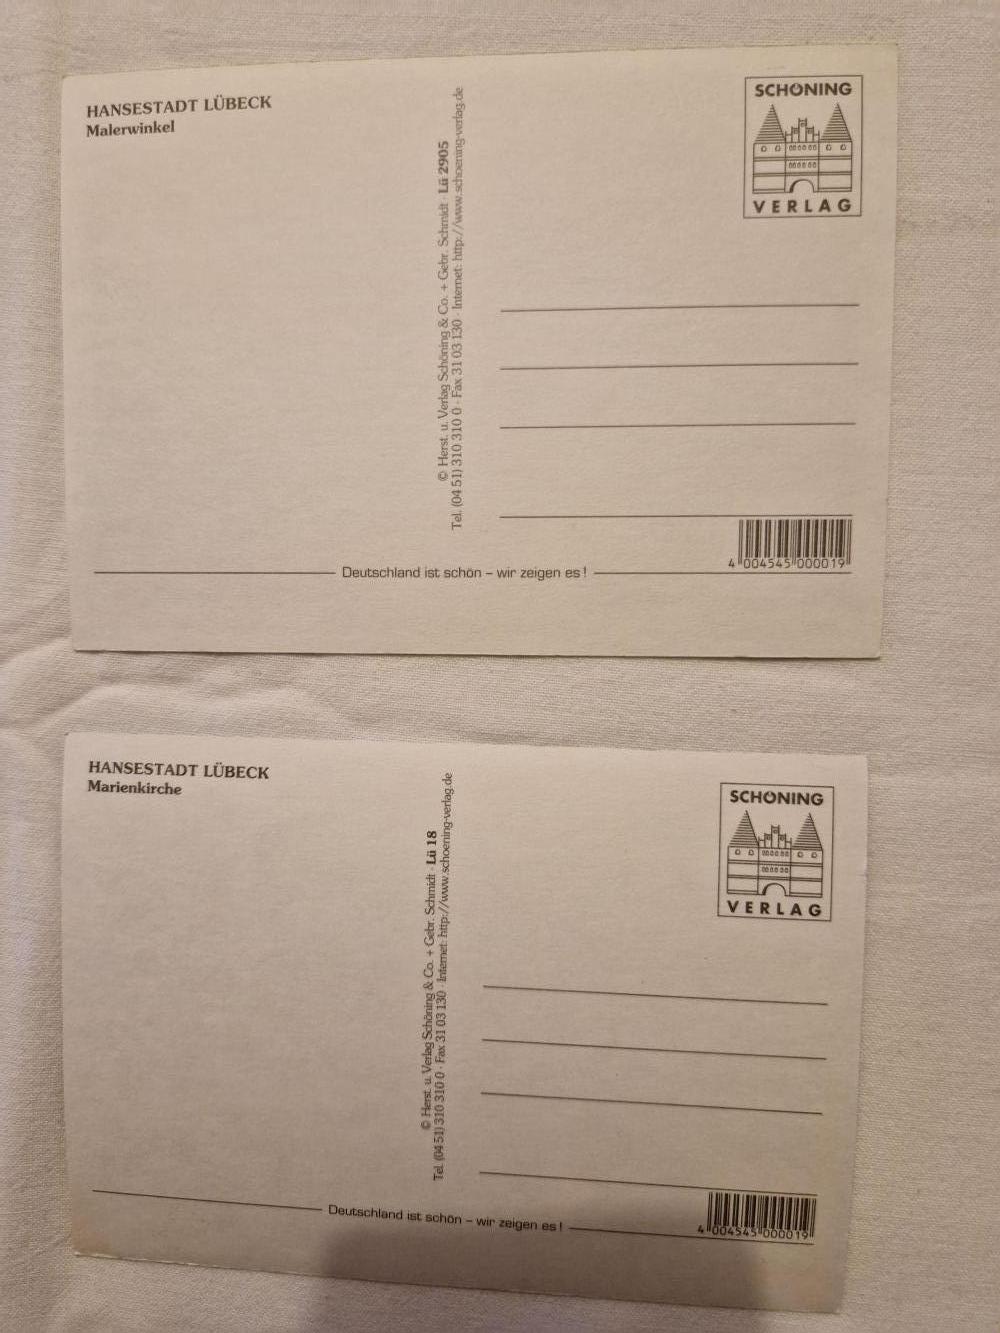 HANSESTADT LÜBECK
Malerwinkel
© Herst. u. Verlag Schöning & Co. + Gebr. Schmidt · Lü 2905
Tel. (04 51) 310 310 0 · Fax 31 03 130 · Internet: http://www.schoening-verlag.de
SCHÖNING
VERLAG
4 004545 000019
Deutschland ist schön – wir zeigen es !
HANSESTADT LÜBECK
Marienkirche
© Herst. u. Verlag Schöning & Co. + Gebr. Schmidt · Lü 18
Tel. (04 51) 310 310 0 · Fax 31 03 130 · Internet: http://www.schoening-verlag.de
SCHÖNING
VERLAG
4 004545 000019
Deutschland ist schön – wir zeigen es !